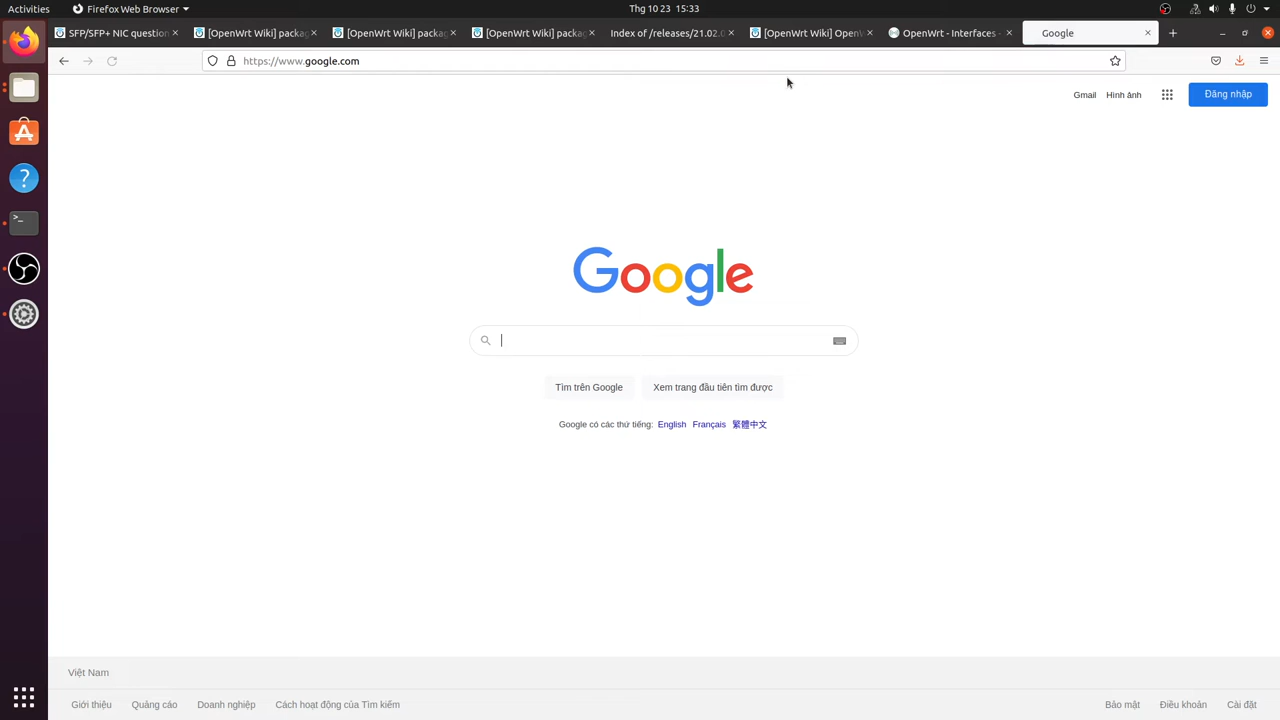 Activities Firefox Web Browser Thg 10 23 15:33
SFP/SFP+ NIC question [OpenWrt Wiki] packag [OpenWrt Wiki] packag [OpenWrt Wiki] packag Index of /releases/21.02.0 [OpenWrt Wiki] OpenW OpenWrt - Interfaces - Google
https://www.google.com
Gmail Hình ảnh Đăng nhập
Google
Tìm trên Google Xem trang đầu tiên tìm được
Google có các thứ tiếng: English Français 繁體中文
Việt Nam
Giới thiệu Quảng cáo Doanh nghiệp Cách hoạt động của Tìm kiếm Bảo mật Điều khoản Cài đặt